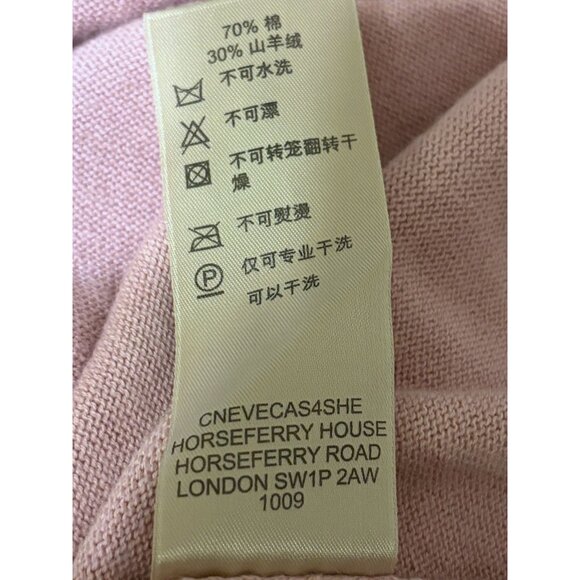 70% 棉
30% 山羊绒
不可水洗
不可漂
不可转笼翻转干
燥
不可熨烫
P 仅可专业干洗
可以干洗
CNEVECAS4SHE
HORSEFERRY HOUSE
HORSEFERRY ROAD
LONDON SW1P 2AW
1009